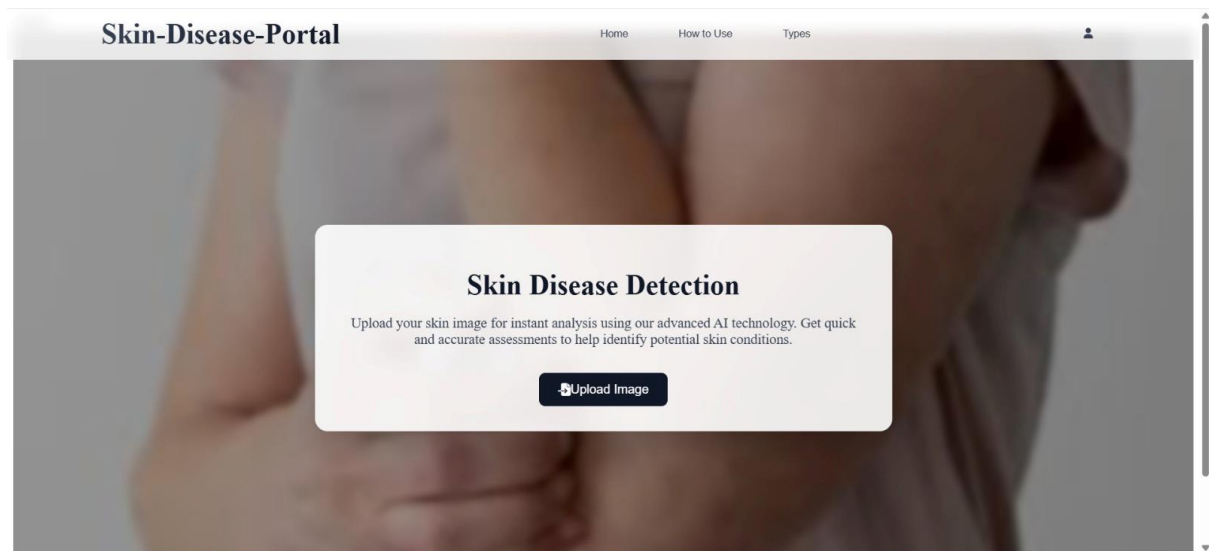 Skin-Disease-Portal
Home How to Use Types
Skin Disease Detection
Upload your skin image for instant analysis using our advanced AI technology. Get quick
and accurate assessments to help identify potential skin conditions.
Upload Image